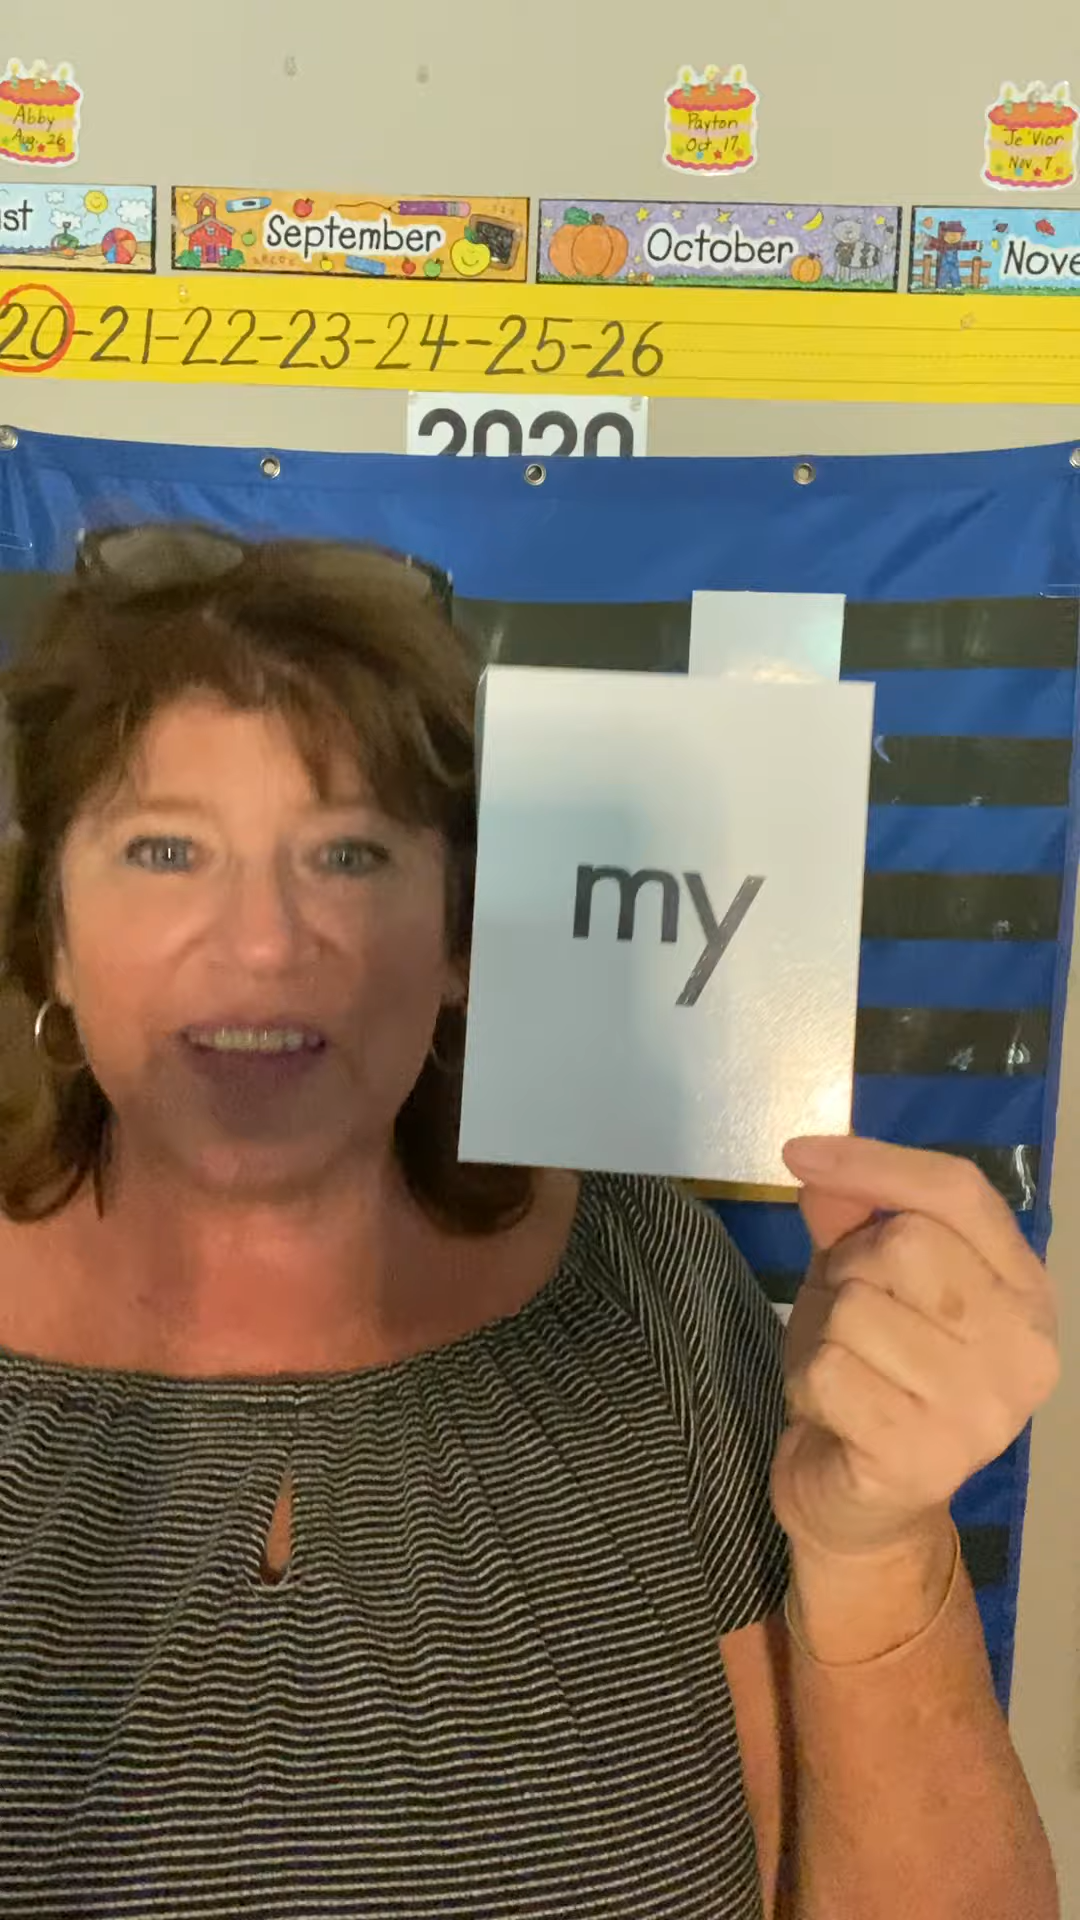 Abby
Aug. 26
Payton
Oct. 17
Je'Vior
Nov. 7
st
September
October
Nove
20-21-22-23-24-25-26
2020
my